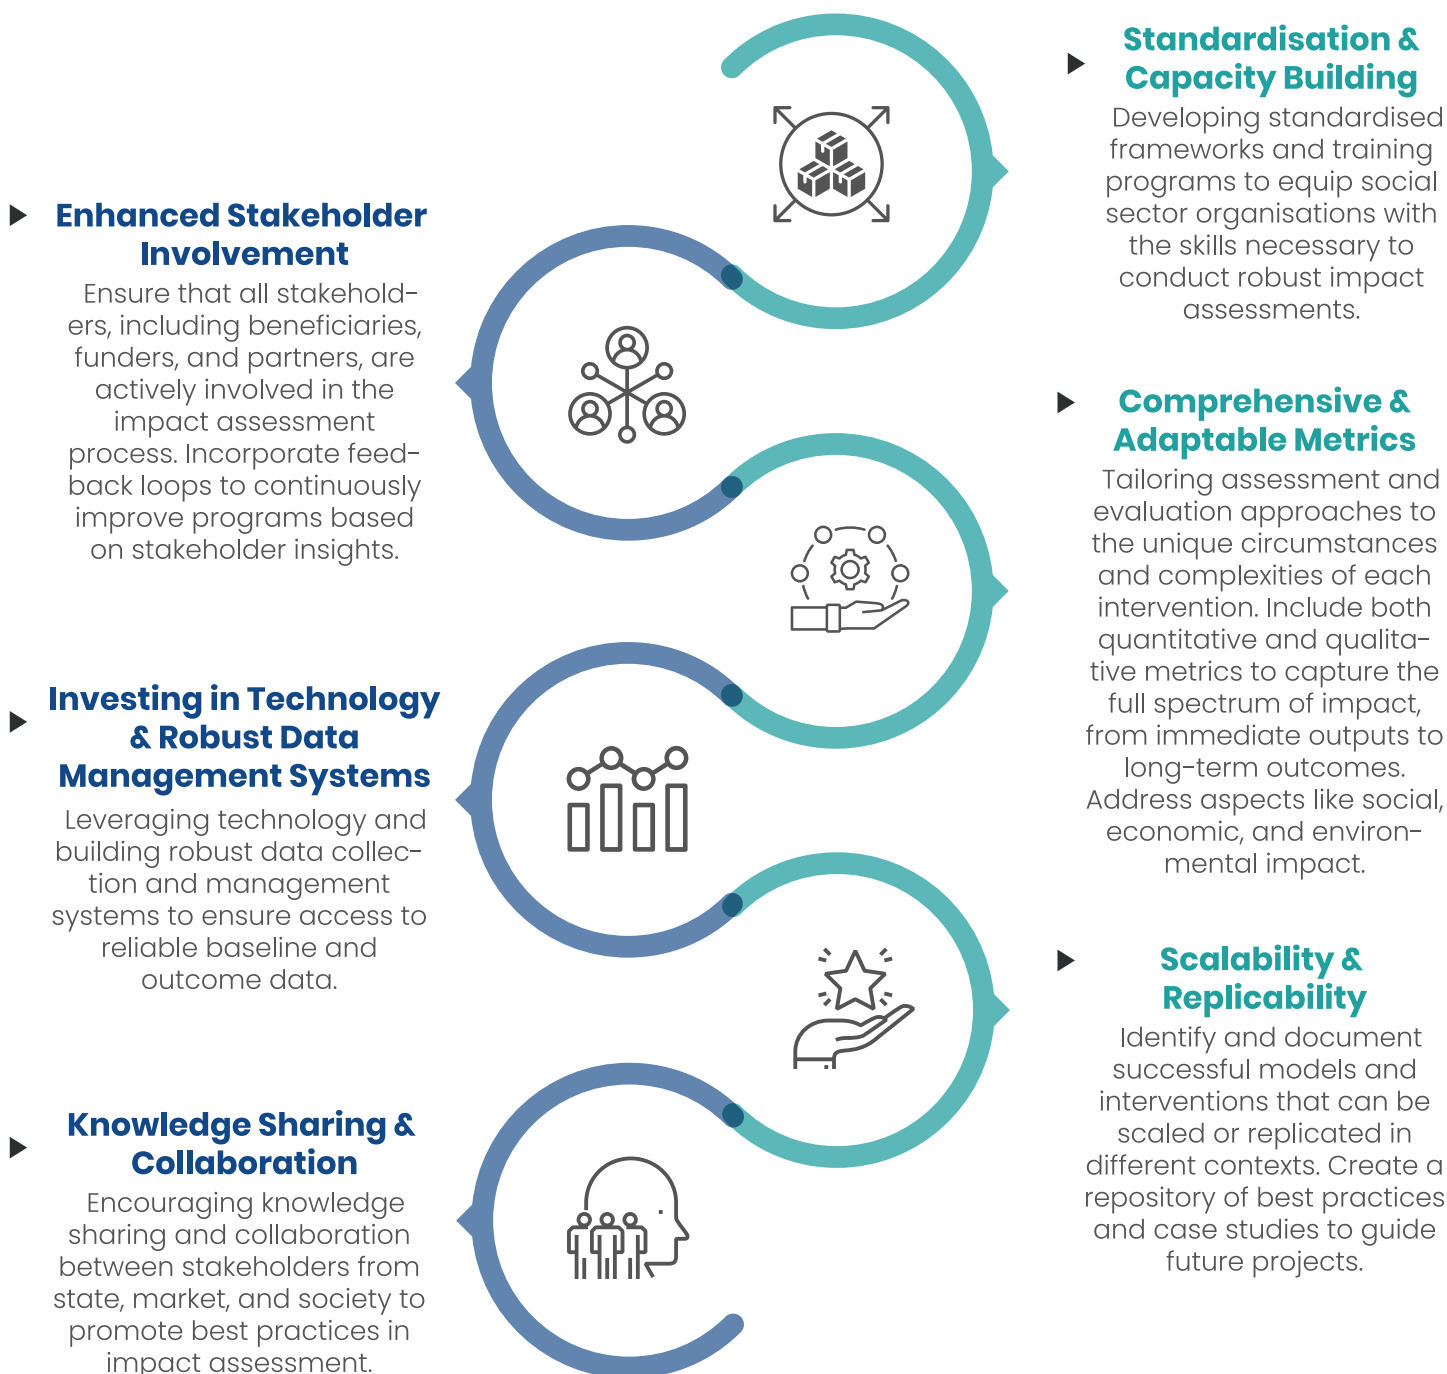 Standardisation &
Capacity Building
Developing standardised
frameworks and training
programs to equip social
sector organisations with
the skills necessary to
conduct robust impact
assessments.
Enhanced Stakeholder
Involvement
Ensure that all stakehold-
ers, including beneficiaries,
funders, and partners, are
actively involved in the
impact assessment
process. Incorporate feed-
back loops to continuously
improve programs based
on stakeholder insights.
Comprehensive &
Adaptable Metrics
Tailoring assessment and
evaluation approaches to
the unique circumstances
and complexities of each
intervention. Include both
quantitative and qualita-
tive metrics to capture the
full spectrum of impact,
from immediate outputs to
long-term outcomes.
Address aspects like social,
economic, and environ-
mental impact.
Investing in Technology
& Robust Data
Management Systems
Leveraging technology and
building robust data collec-
tion and management
systems to ensure access to
reliable baseline and
outcome data.
Scalability &
Replicability
Identify and document
successful models and
interventions that can be
scaled or replicated in
different contexts. Create a
repository of best practices
and case studies to guide
future projects.
Knowledge Sharing &
Collaboration
Encouraging knowledge
sharing and collaboration
between stakeholders from
state, market, and society to
promote best practices in
impact assessment.